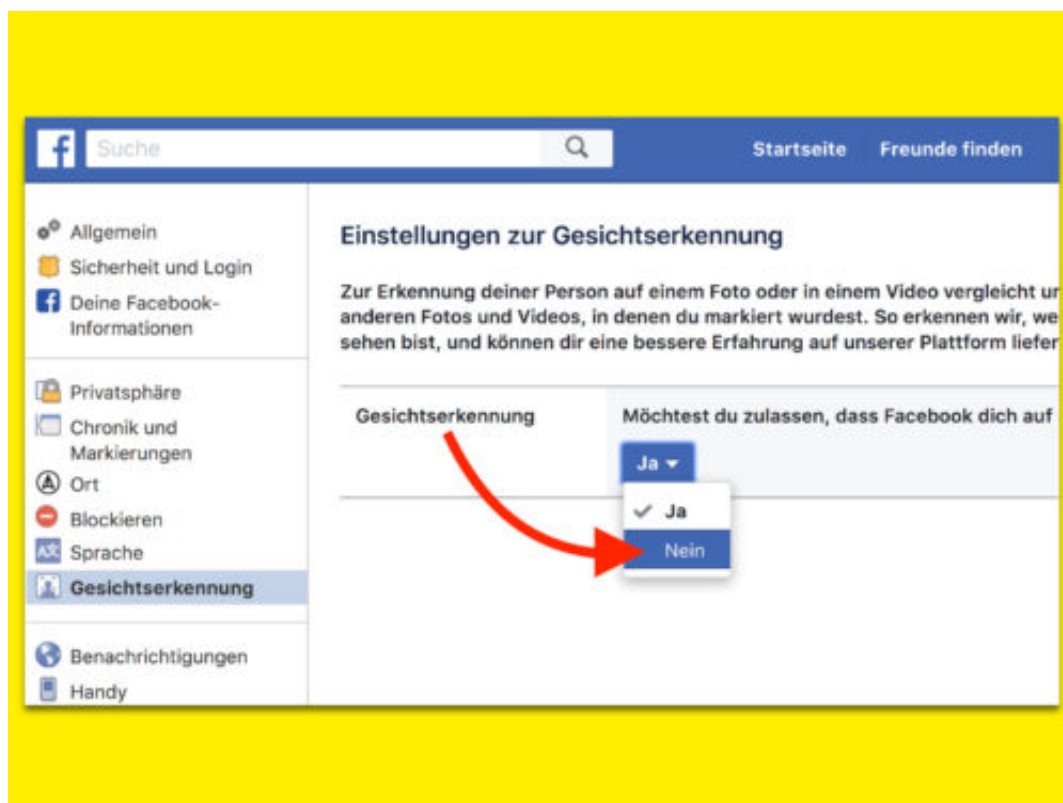 f
Suche
Startseite Freunde finden
Allgemein
Sicherheit und Login
Deine Facebook-
Informationen
Privatsphäre
Chronik und
Markierungen
Ort
Blockieren
Sprache
Gesichtserkennung
Benachrichtigungen
Handy
Einstellungen zur Gesichtserkennung
Zur Erkennung deiner Person auf einem Foto oder in einem Video vergleicht
anderen Fotos und Videos, in denen du markiert wurdest. So erkennen wir,
sehen bist, und können dir eine bessere Erfahrung auf unserer Plattform
Gesichtserkennung
Möchtest du zulassen, dass Facebook dich auf
Ja
Ja
Nein